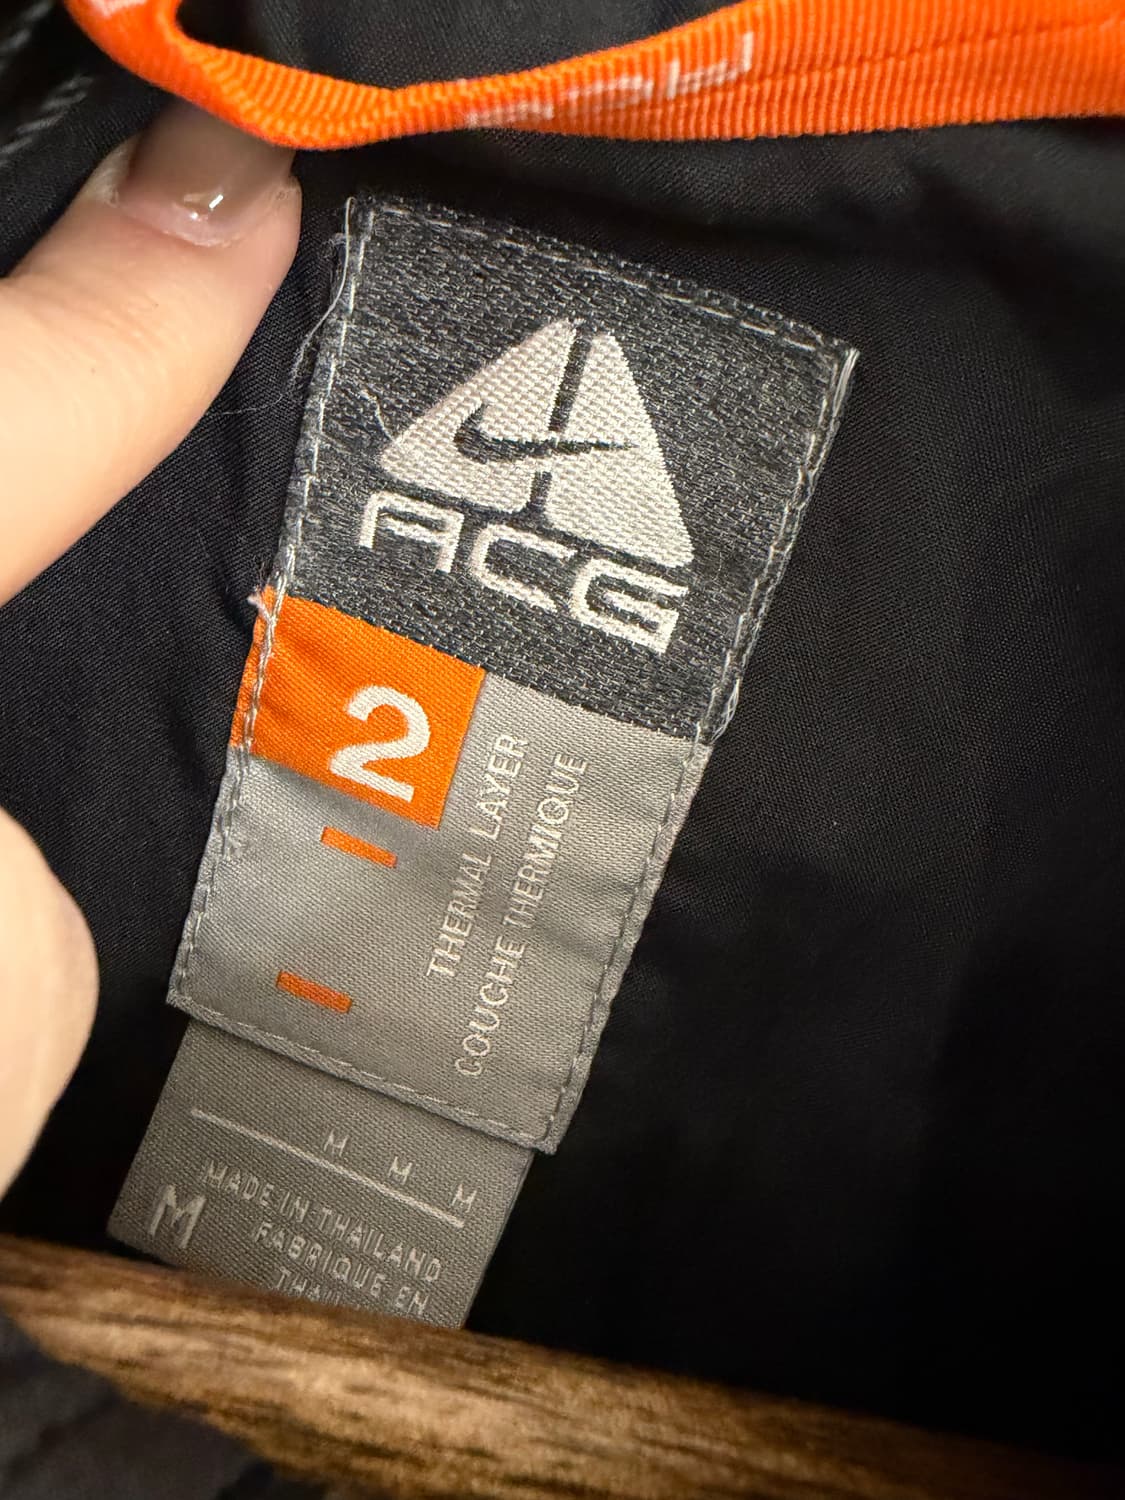 ACG
2
THERMAL LAYER
COUCHE THERMIQUE
M M M
M
MADE IN THAILAND
FABRIQUE EN